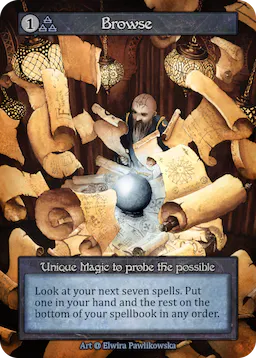 1
Browse
Unique Magic to probe the possible
Look at your next seven spells. Put
one in your hand and the rest on the
bottom of your spellbook in any order.
Art @ Elwira Pawlikowska